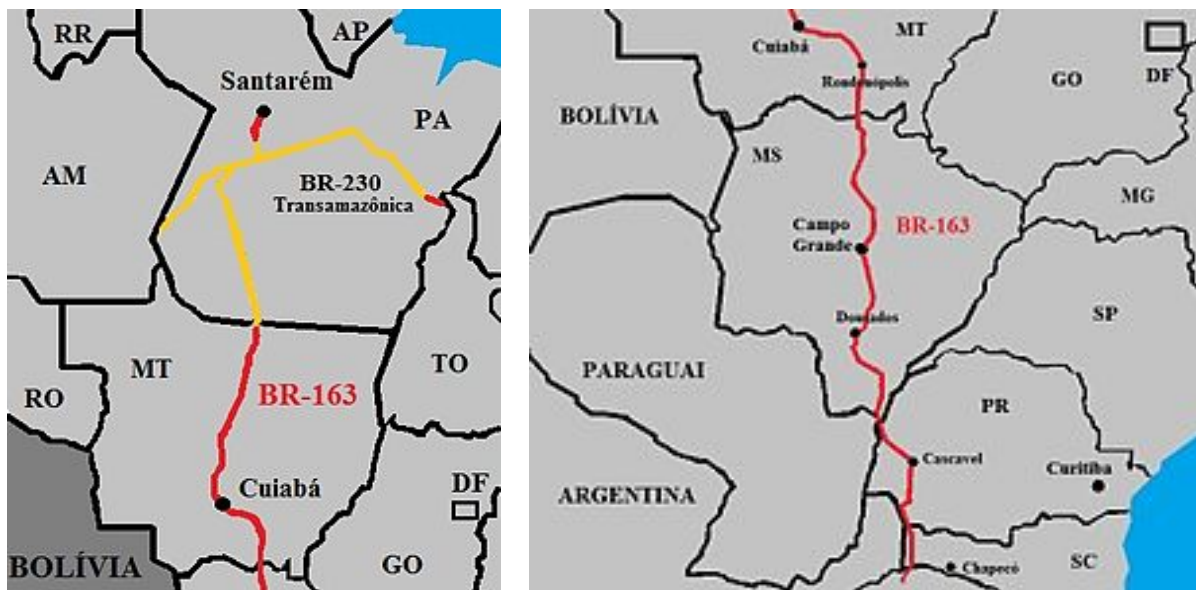 RR
AP
Santarém
PA
AM
BR-230
Transamazônica
MT
TO
RO
BR-163
Cuiabá
DF
BOLÍVIA
GO
Cuiabá
MT
Rondonópolis
GO
DF
BOLÍVIA
MS
MG
Campo
Grande
BR-163
Dourados
SP
PARAGUAI
PR
Cascavel
Curitiba
ARGENTINA
Chapecó
SC